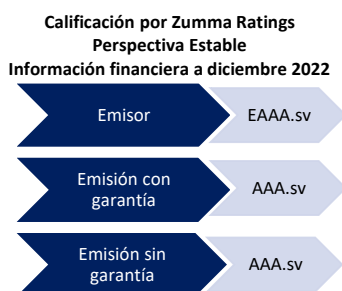 Calificación por Zumma Ratings
Perspectiva Estable
Información financiera a diciembre 2022
Emisor
EAAA.sv
Emisión con
garantía
AAA.sv
Emisión sin
garantía
AAA.sv